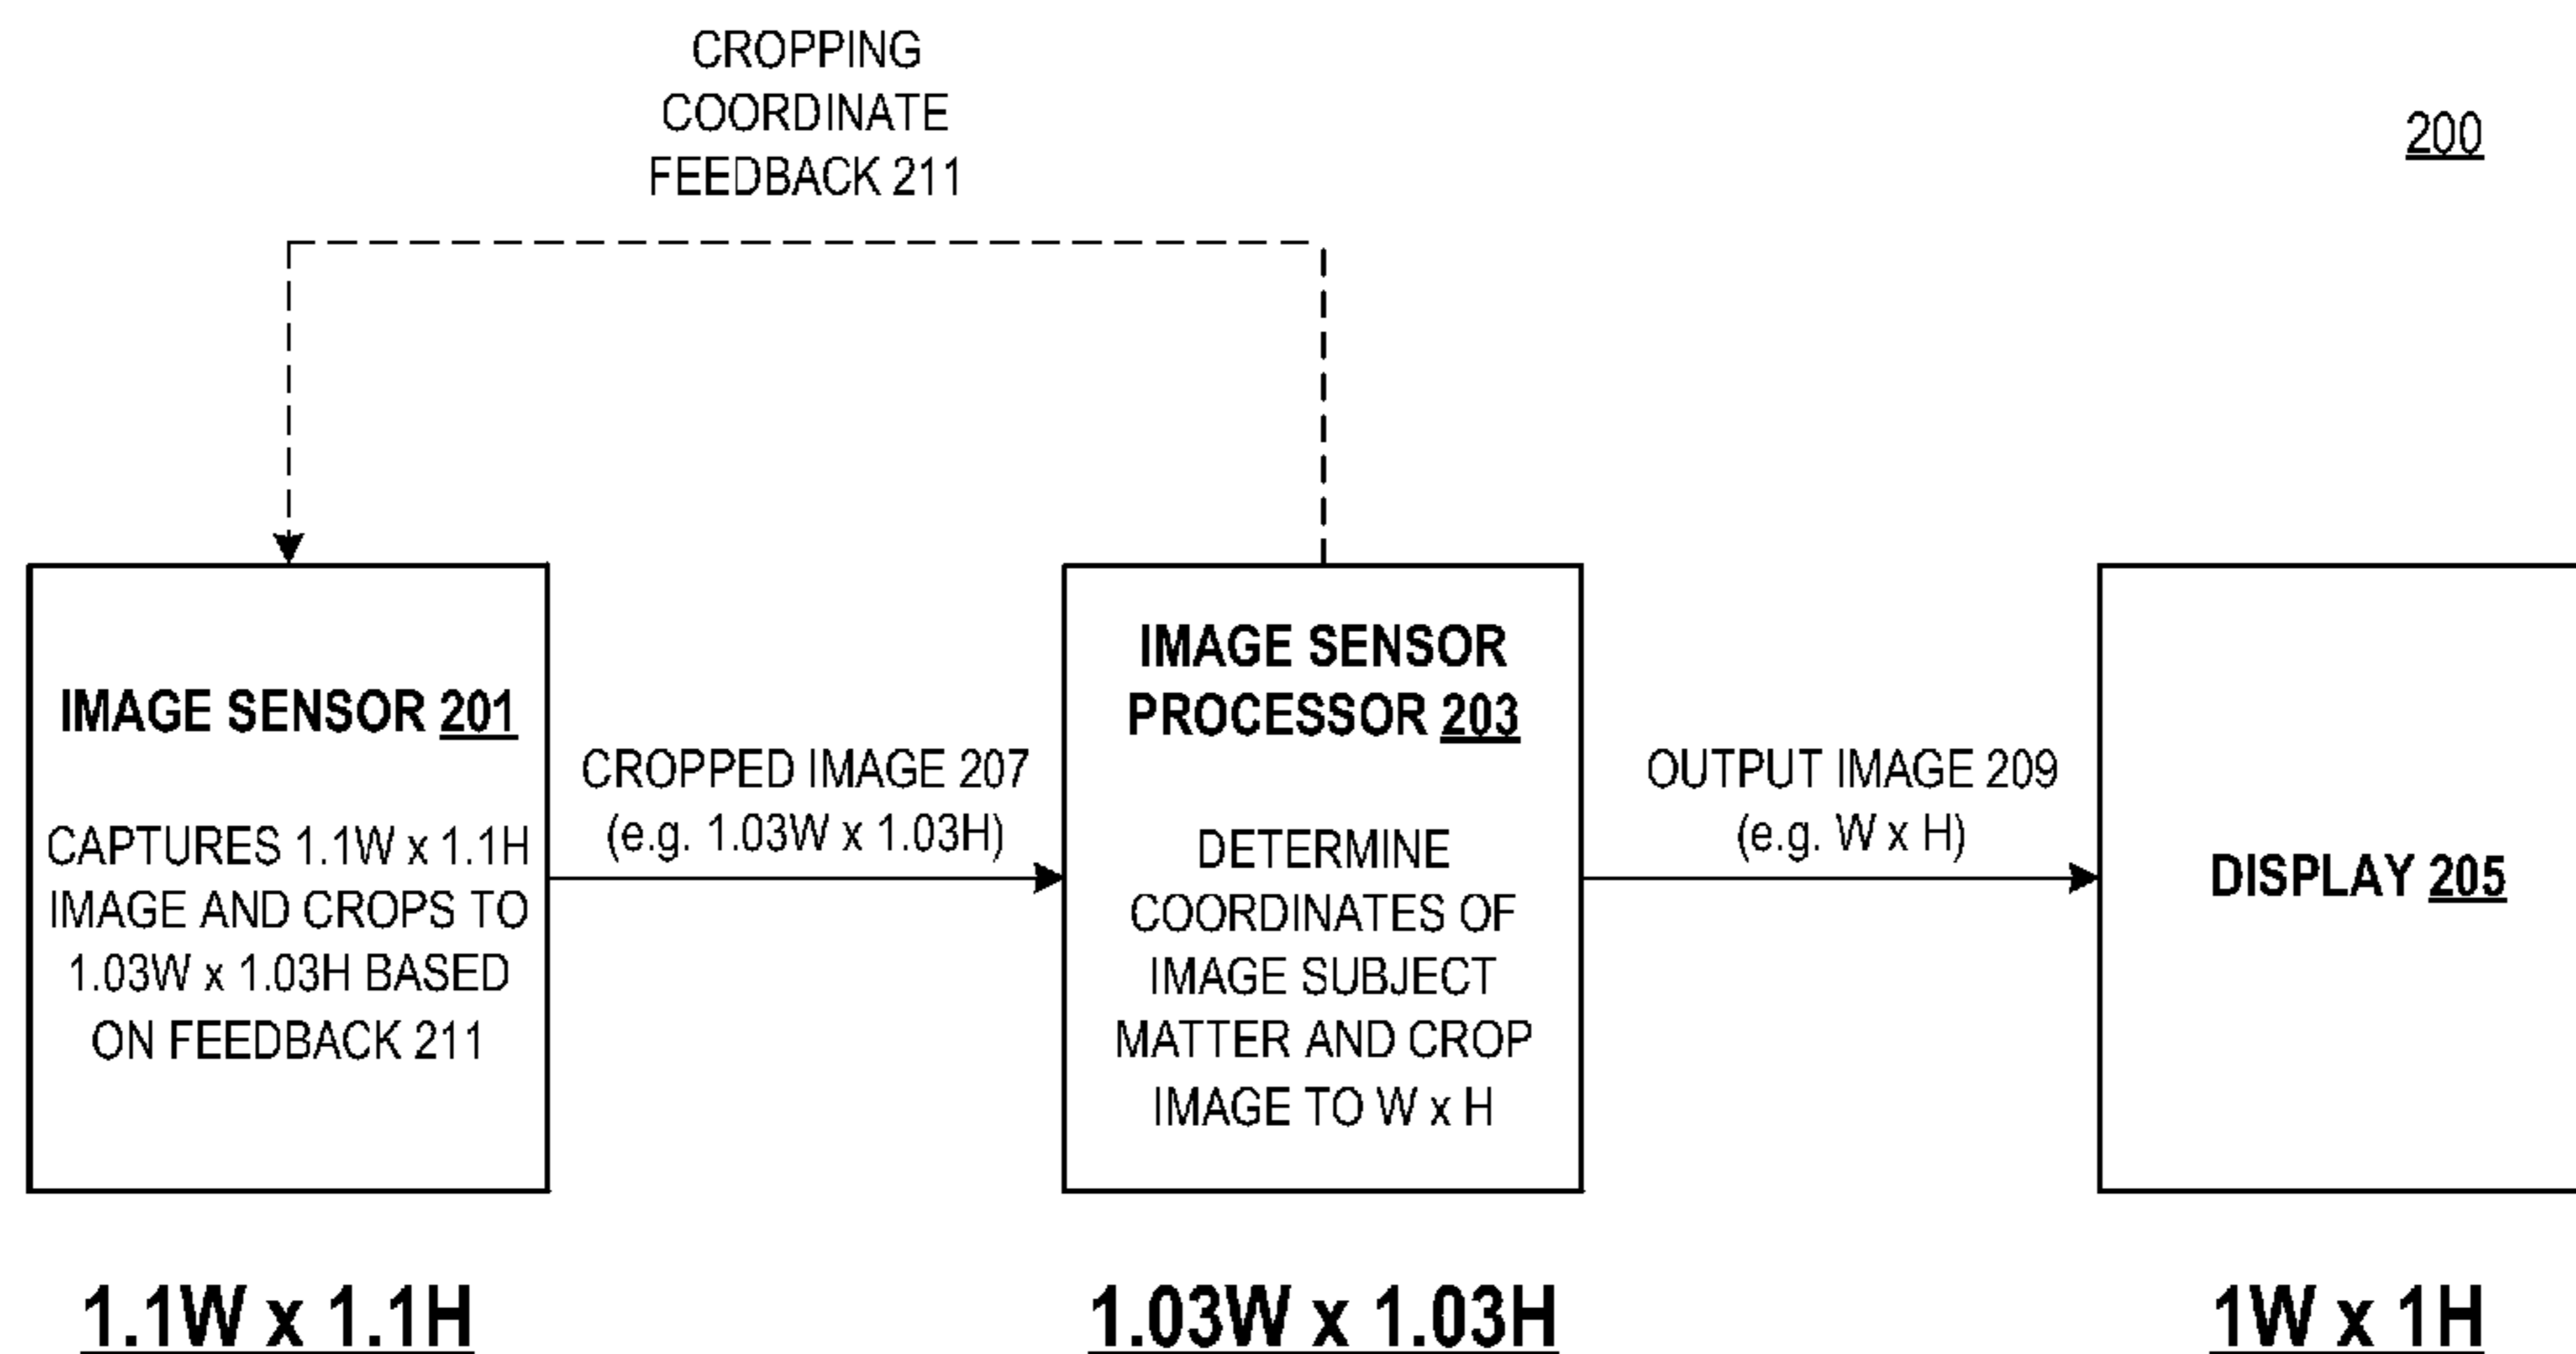 CROPPING
COORDINATE
FEEDBACK 211
200
IMAGE SENSOR 201
CAPTURES 1.1W x 1.1H
IMAGE AND CROPS TO
1.03W x 1.03H BASED
ON FEEDBACK 211
CROPPED IMAGE 207
(e.g. 1.03W x 1.03H)
IMAGE SENSOR
PROCESSOR 203
DETERMINE
COORDINATES OF
IMAGE SUBJECT
MATTER AND CROP
IMAGE TO W x H
OUTPUT IMAGE 209
(e.g. W x H)
DISPLAY 205
1.1W x 1.1H
1.03W x 1.03H
1W x 1H